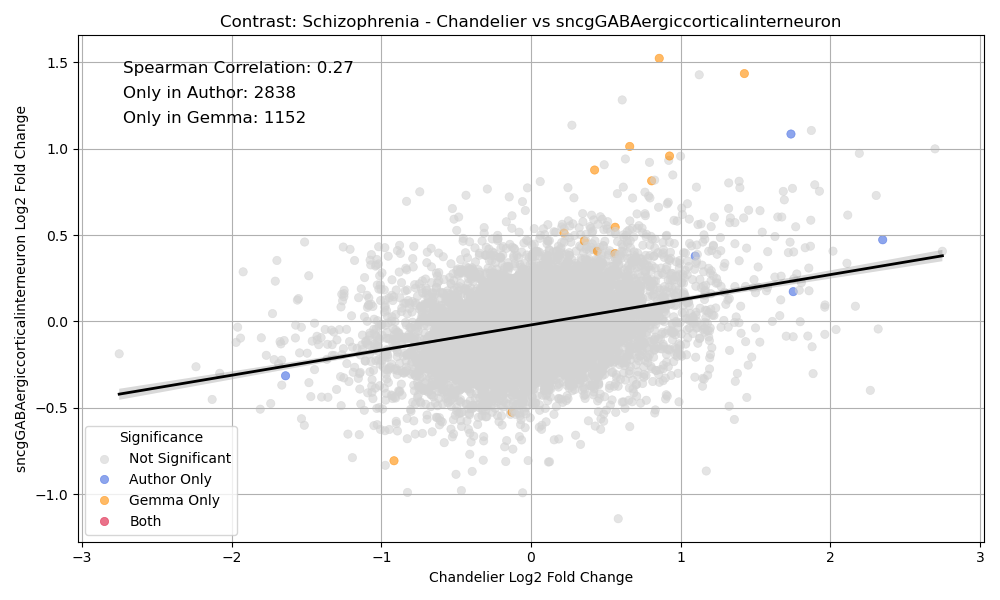 Contrast: Schizophrenia - Chandelier vs sncgGABAergiccorticalinterneuron
Spearman Correlation: 0.27
Only in Author: 2838
Only in Gemma: 1152
sncgGABAergiccorticalinterneuron Log2 Fold Change
1.5
1.0
0.5
0.0
−0.5
−1.0
Significance
Not Significant
Author Only
Gemma Only
Both
−3
−2
−1
0
1
2
3
Chandelier Log2 Fold Change